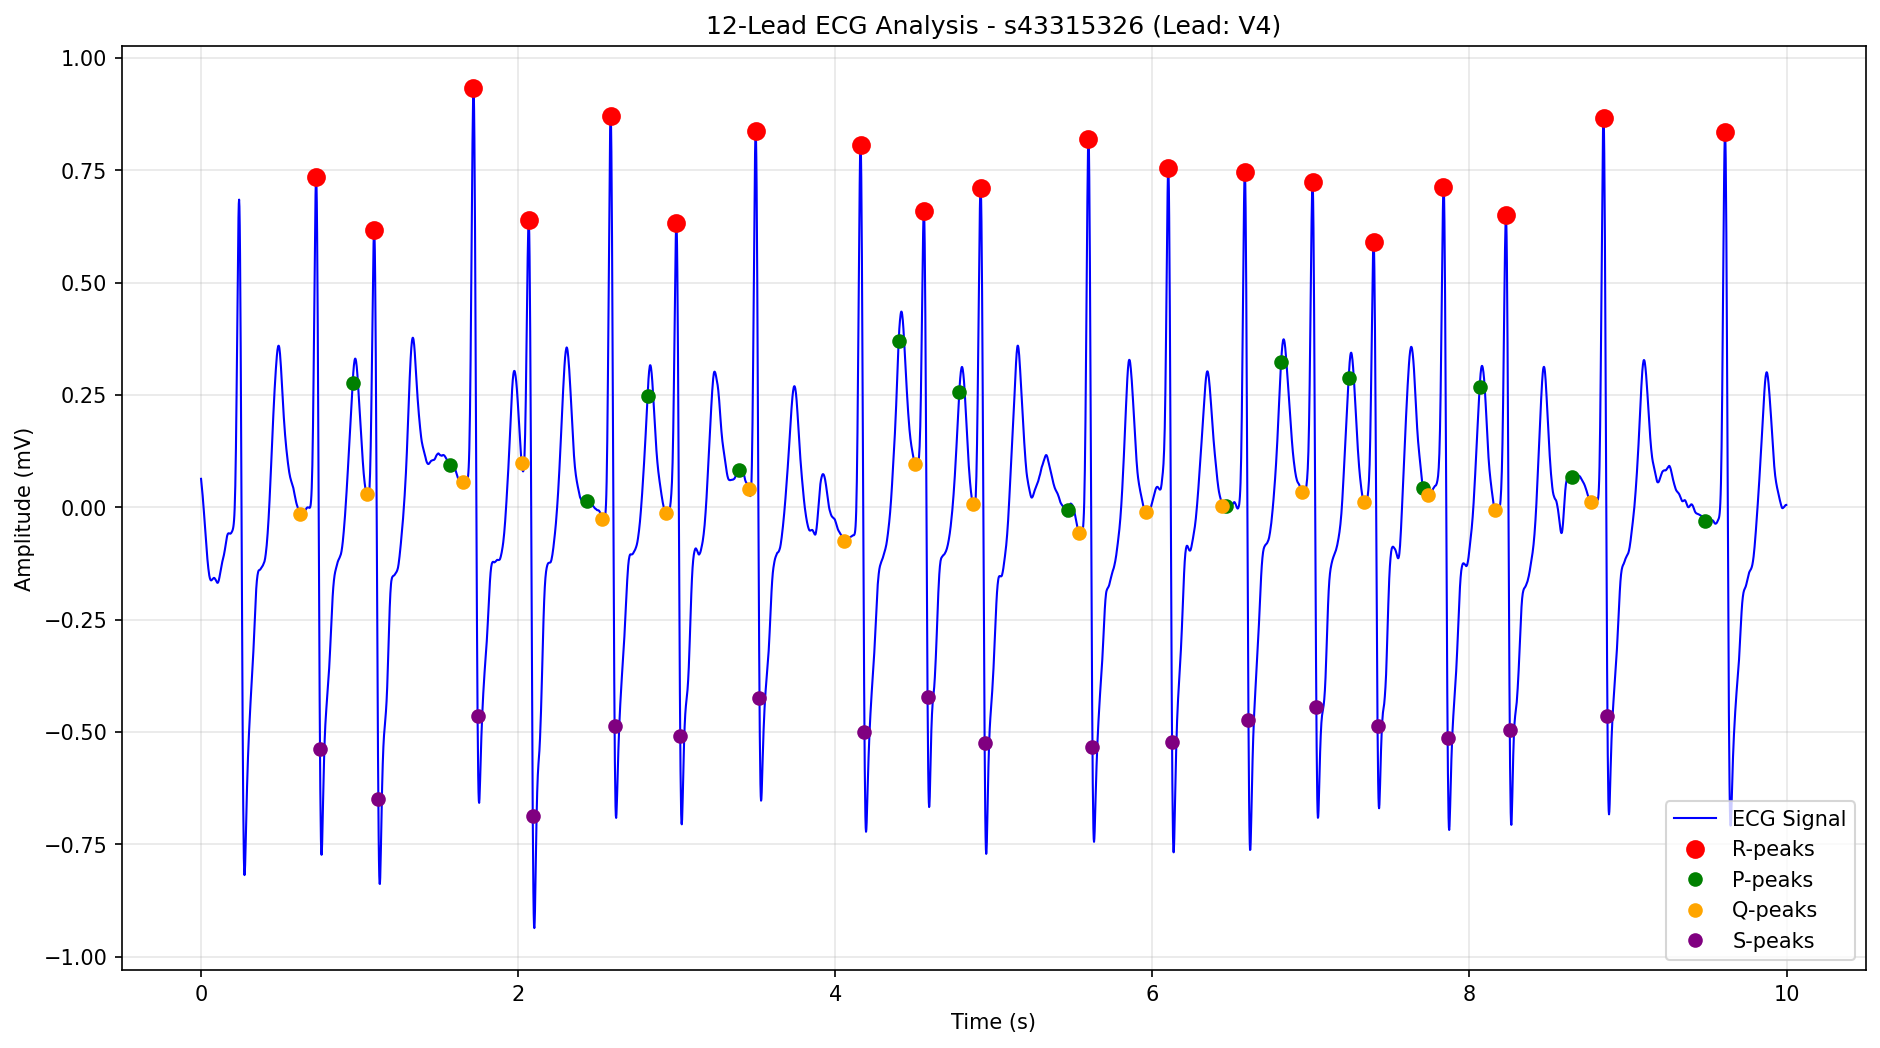 12-Lead ECG Analysis - s43315326 (Lead: V4)
Amplitude (mV)
1.00
0.75
0.50
0.25
0.00
−0.25
−0.50
−0.75
−1.00
0
2
4
6
8
10
Time (s)
ECG Signal
R-peaks
P-peaks
Q-peaks
S-peaks